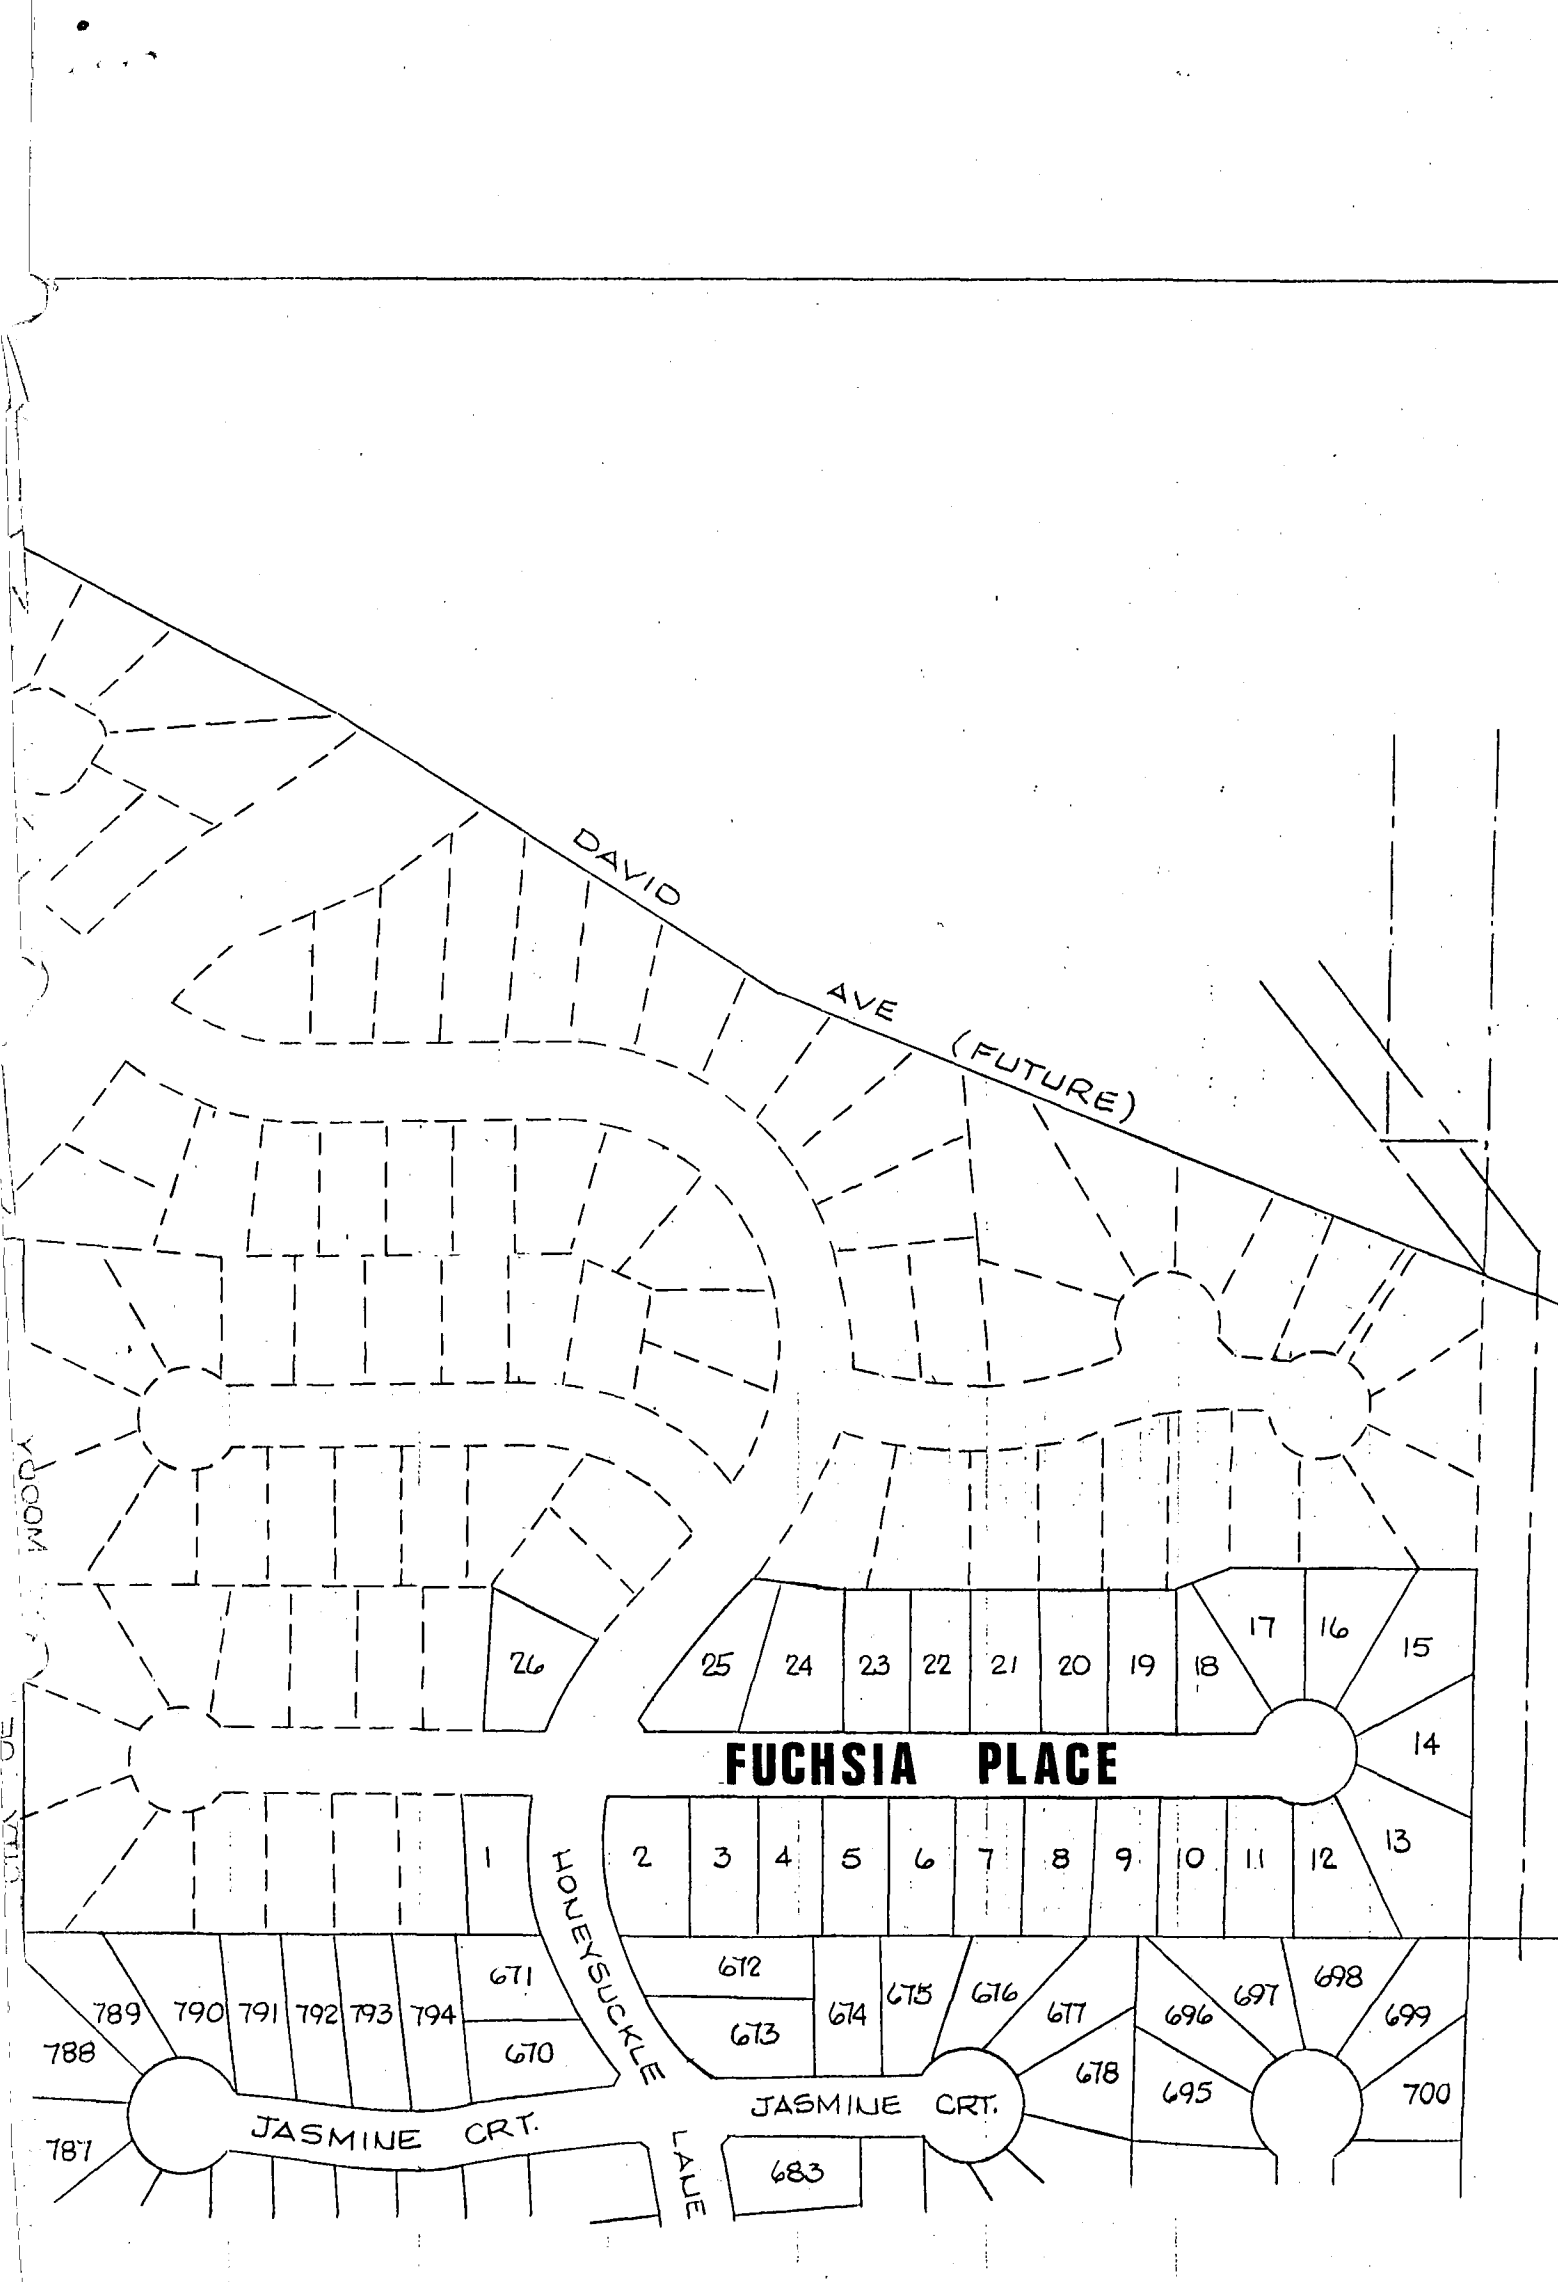 DAVID
AVE (FUTURE)
17 16 15
26 25 24 23 22 21 20 19 18
14
FUCHSIA PLACE
13
1 2 3 4 5 6 7 8 9 10 11 12
HONEYSUCKLE
671 672 698
789 790 791 792 793 794 673 674 675 676 677 696 697 699
788 670 678 695 700
JASMINE CRT.
JASMINE CRT.
787 683
LANE